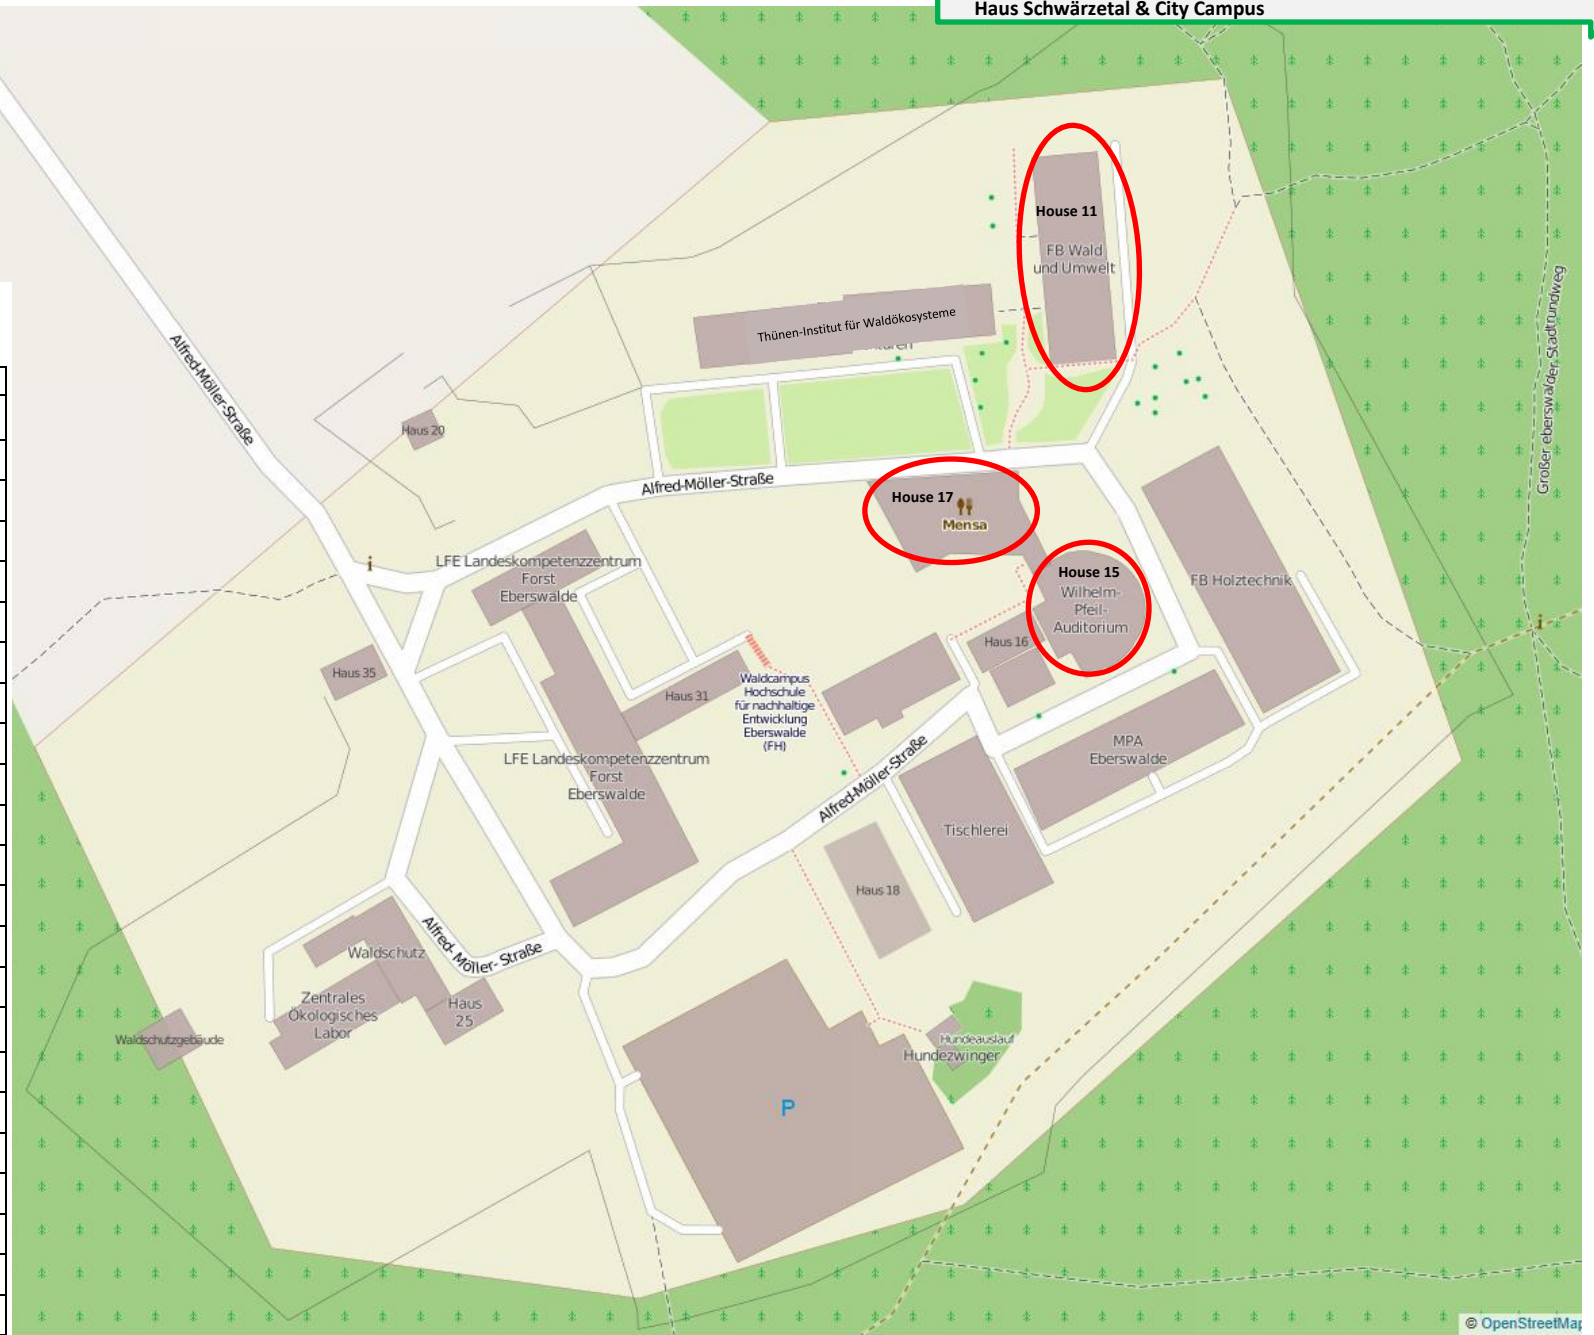 Haus Schwärzetal & City Campus
House 11
FB Wald
und Umwelt
Thünen-Institut für Waldökosysteme
Alfred-Möller-Straße
Großer eberswalder Stadtrundweg
Haus 20
Alfred-Möller-Straße
House 17
Mensa
LFE Landeskompetenzzentrum
Forst
Eberswalde
House 15
Wilhelm-
Pfeil-
Auditorium
FB Holztechnik
Haus 16
Haus 35
Haus 31
Waldcampus
Hochschule
für nachhaltige
Entwicklung
Eberswalde
(FH)
LFE Landeskompetenzzentrum
Forst
Eberswalde
MPA
Eberswalde
Alfred-Möller-Straße
Tischlerei
Haus 18
Alfred- Möller- Straße
Waldschutz
Zentrales
Ökologisches
Labor
Haus
25
Waldschutzgebäude
Hundeauslauf
Hundezwinger
P
© OpenStreetMap